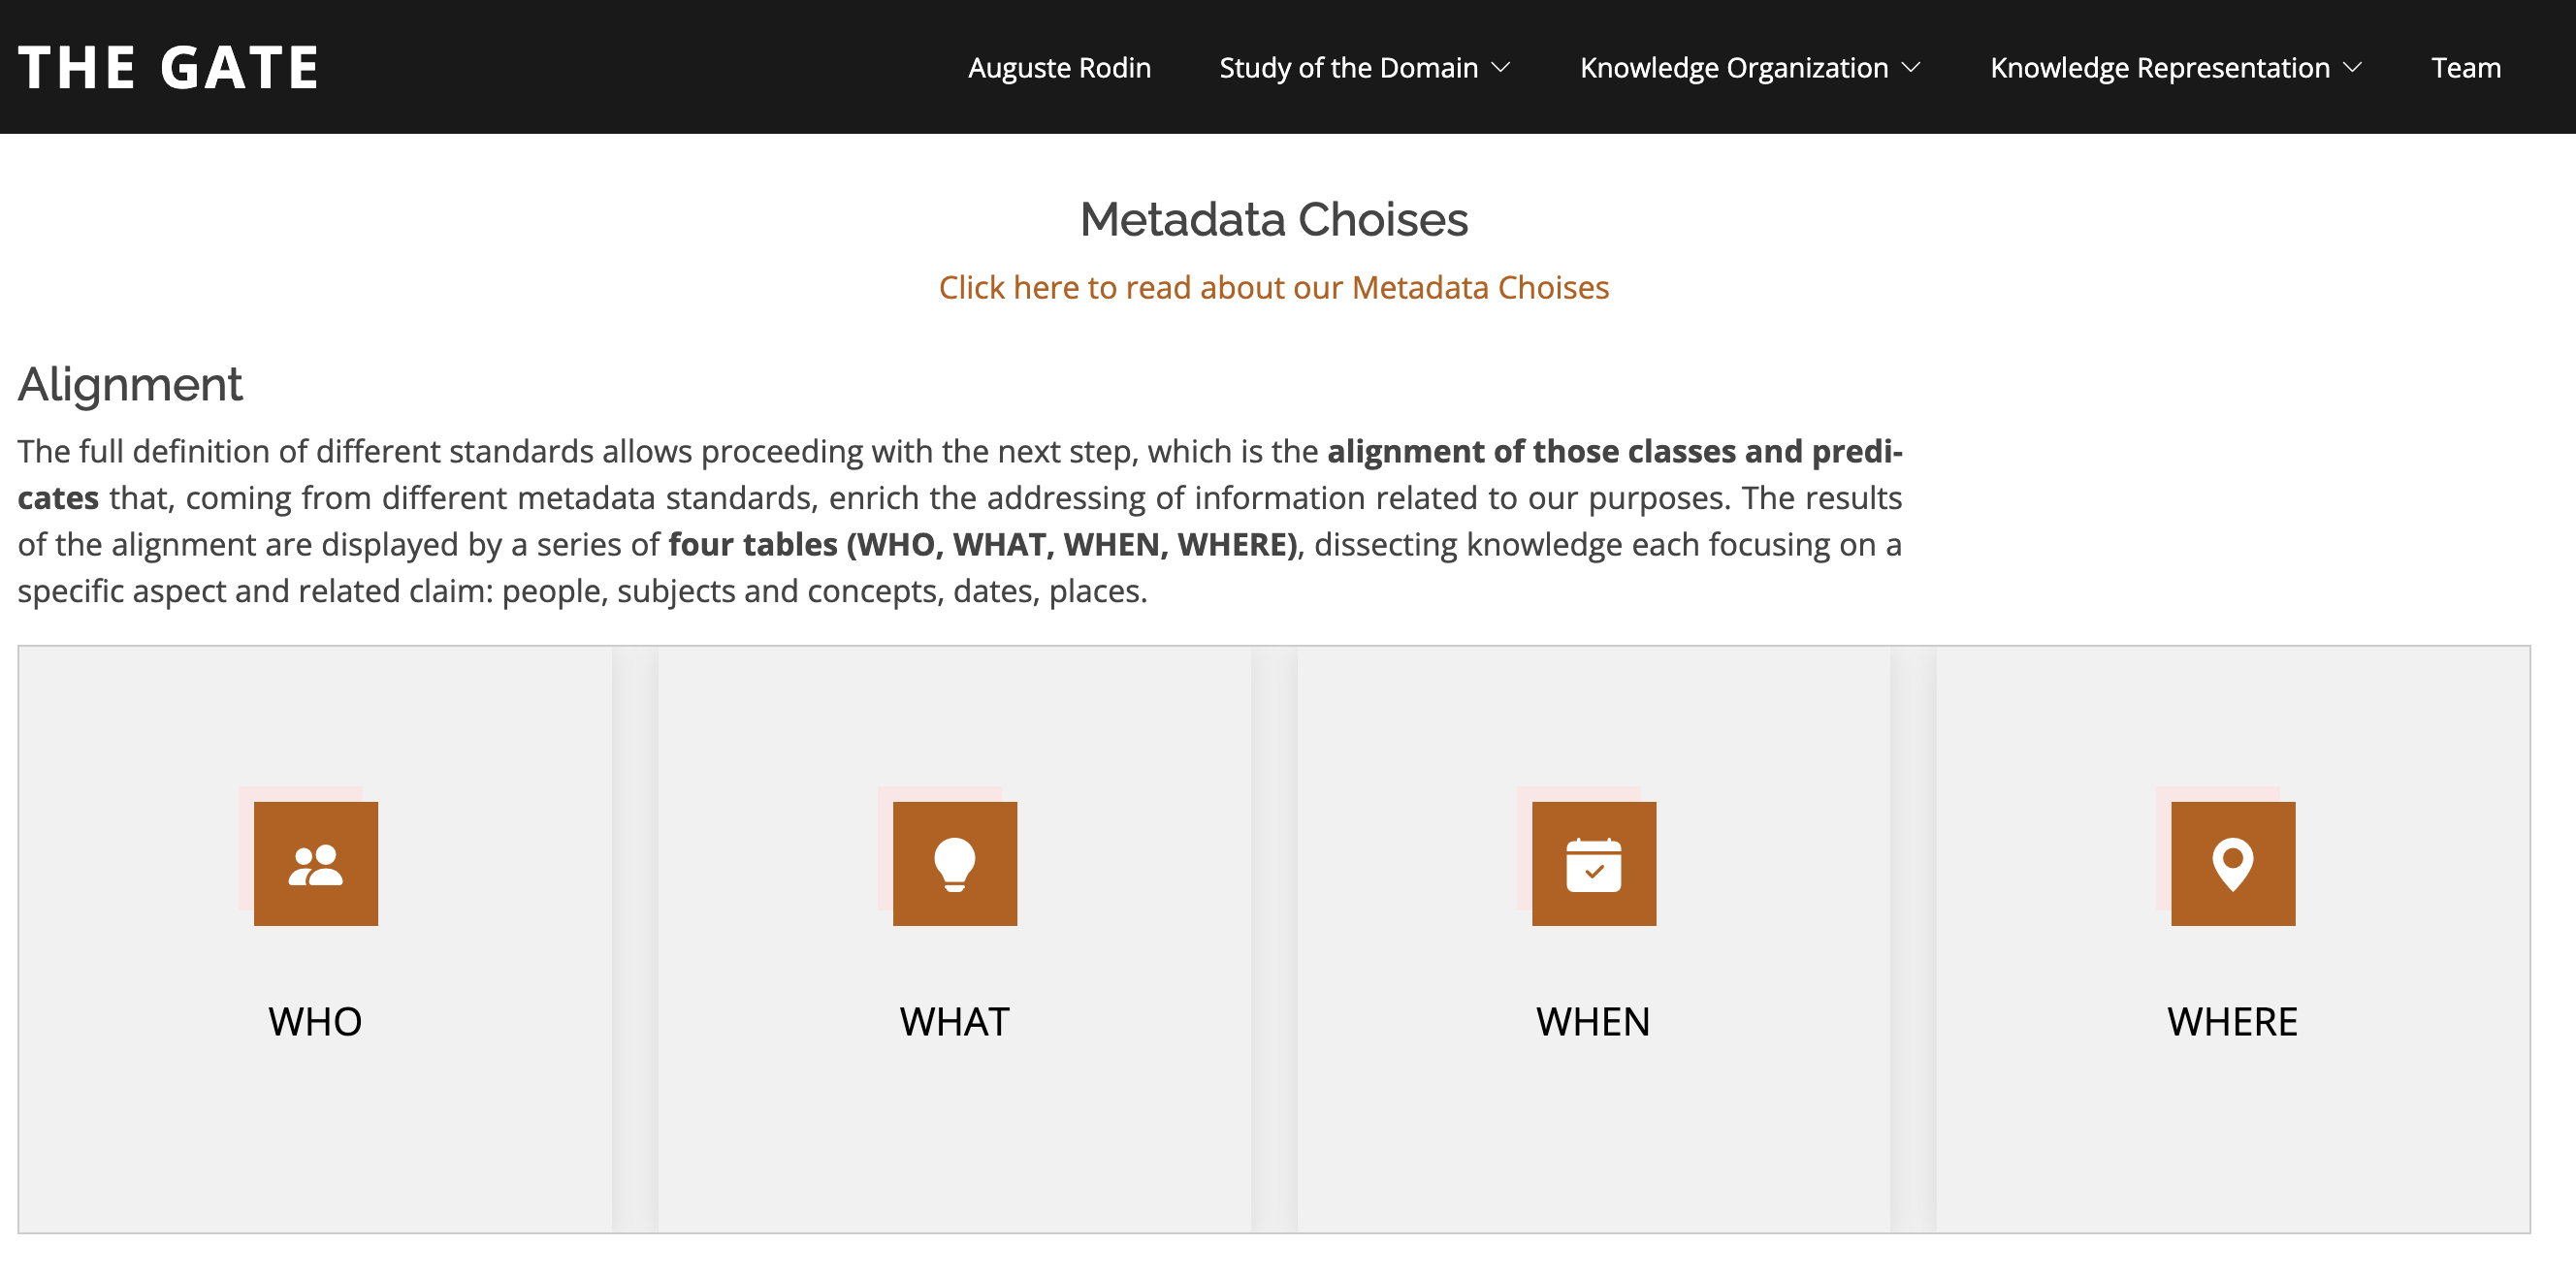 THE GATE
Auguste Rodin Study of the Domain Knowledge Organization Knowledge Representation Team
Metadata Choises
Click here to read about our Metadata Choises
Alignment
The full definition of different standards allows proceeding with the next step, which is the alignment of those classes and predi-
cates that, coming from different metadata standards, enrich the addressing of information related to our purposes. The results
of the alignment are displayed by a series of four tables (WHO, WHAT, WHEN, WHERE), dissecting knowledge each focusing on a
specific aspect and related claim: people, subjects and concepts, dates, places.
WHO
WHAT
WHEN
WHERE